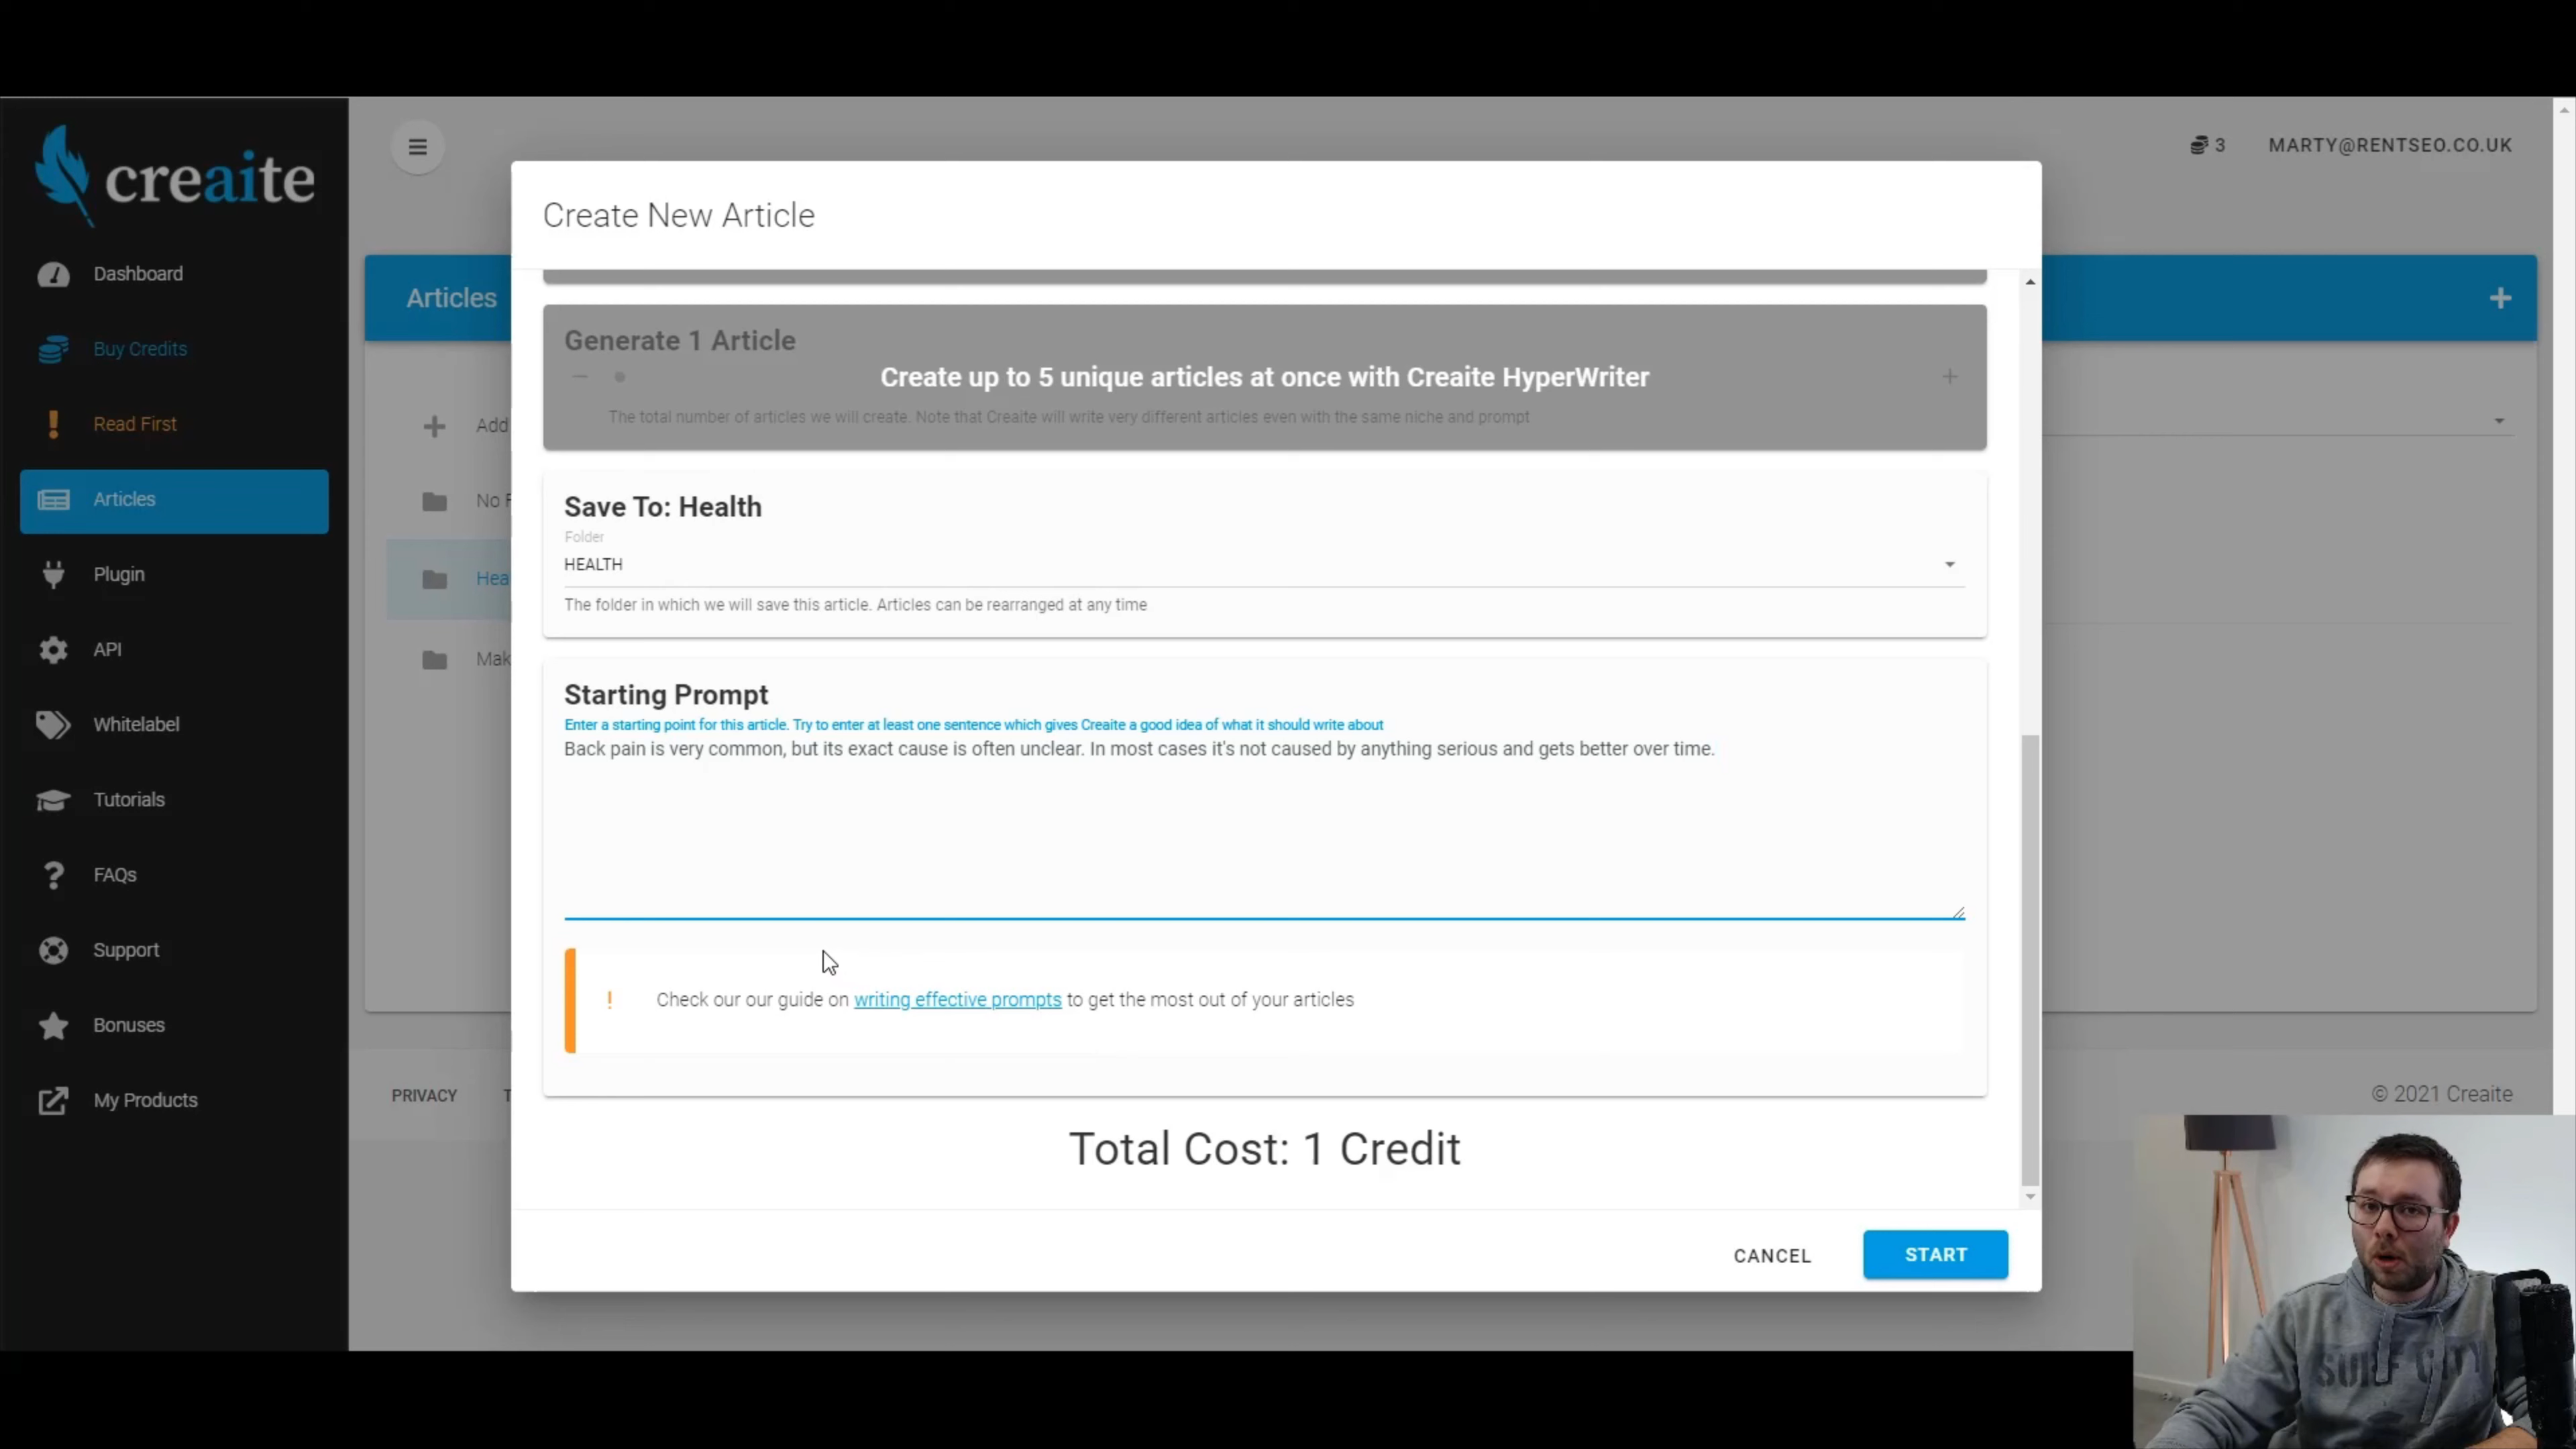 creaite
3 MARTY@RENTSEO.CO.UK
Dashboard
Buy Credits
Read First
Articles
Plugin
API
Whitelabel
Tutorials
FAQs
Support
Bonuses
My Products
Articles
Add
No
Hea
Mak
PRIVACY
© 2021 Creaite
Create New Article
Generate 1 Article
Create up to 5 unique articles at once with Creaite HyperWriter
The total number of articles we will create. Note that Creaite will write very different articles even with the same niche and prompt
Save To: Health
Folder
HEALTH
The folder in which we will save this article. Articles can be rearranged at any time
Starting Prompt
Enter a starting point for this article. Try to enter at least one sentence which gives Creaite a good idea of what it should write about
Back pain is very common, but its exact cause is often unclear. In most cases it's not caused by anything serious and gets better over time.
! Check our our guide on writing effective prompts to get the most out of your articles
Total Cost: 1 Credit
CANCEL START